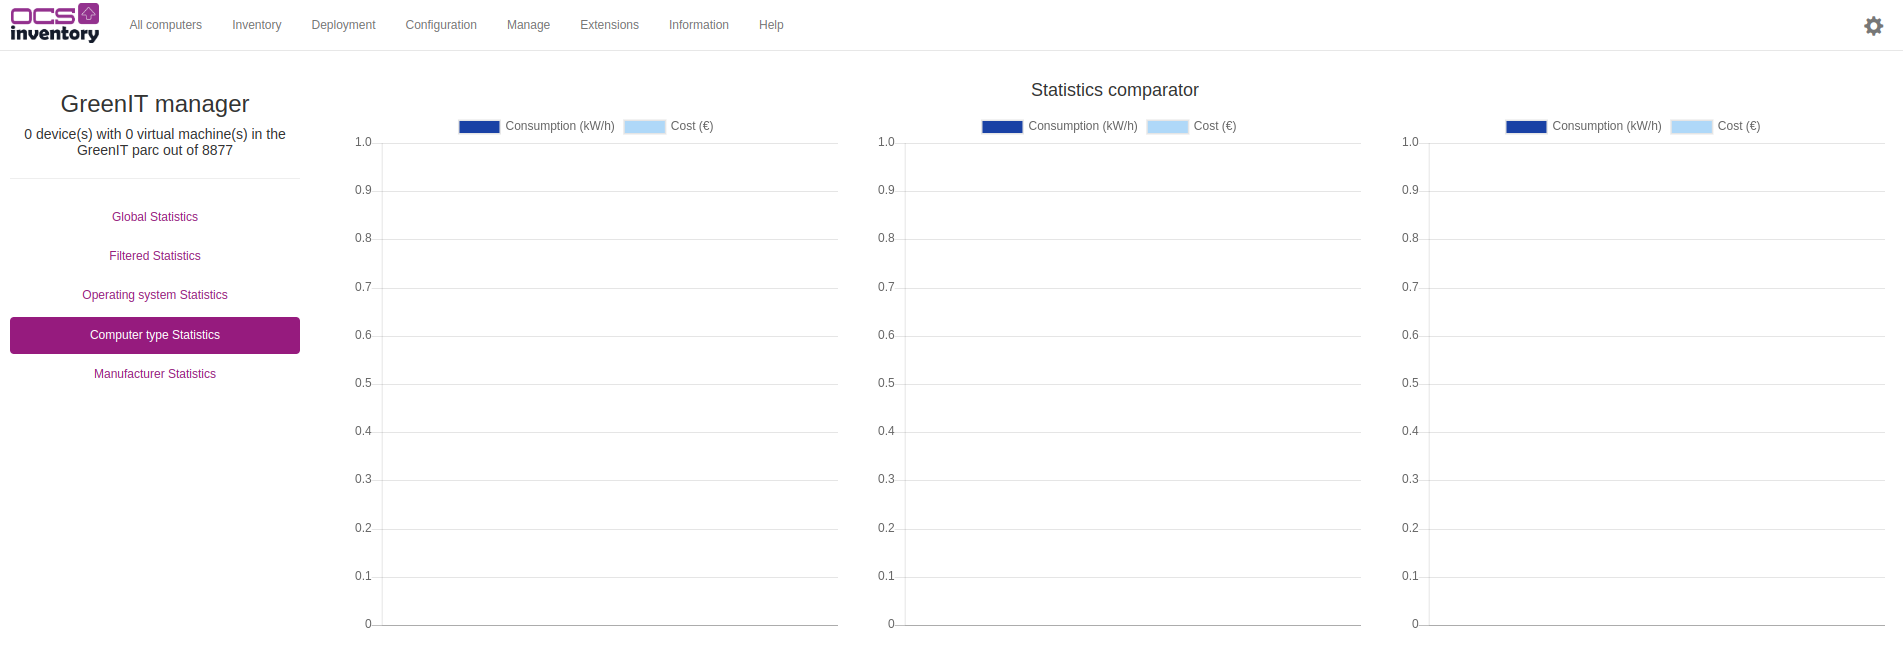 OCS inventory
All computers Inventory Deployment Configuration Manage Extensions Information Help
GreenIT manager
0 device(s) with 0 virtual machine(s) in the
GreenIT parc out of 8877
Global Statistics
Filtered Statistics
Operating system Statistics
Computer type Statistics
Manufacturer Statistics
Statistics comparator
Consumption (kW/h) Cost (€)
1.0
0.9
0.8
0.7
0.6
0.5
0.4
0.3
0.2
0.1
0
Consumption (kW/h) Cost (€)
1.0
0.9
0.8
0.7
0.6
0.5
0.4
0.3
0.2
0.1
0
Consumption (kW/h) Cost (€)
1.0
0.9
0.8
0.7
0.6
0.5
0.4
0.3
0.2
0.1
0